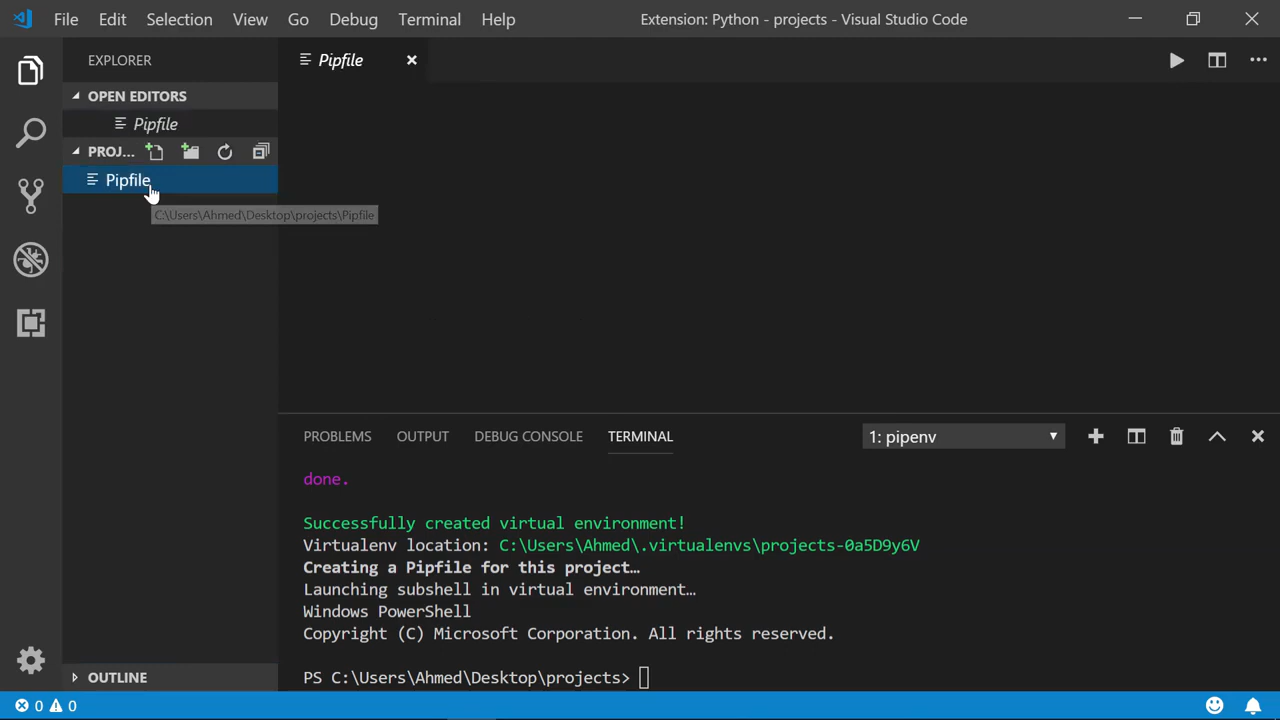 File Edit Selection View Go Debug Terminal Help Extension: Python - projects - Visual Studio Code
EXPLORER
Pipfile
OPEN EDITORS
Pipfile
PROJ...
Pipfile
C:\Users\Ahmed\Desktop\projects\Pipfile
PROBLEMS OUTPUT DEBUG CONSOLE TERMINAL 1: pipenv
done.
Successfully created virtual environment!
Virtualenv location: C:\Users\Ahmed\.virtualenvs\projects-0a5D9y6V
Creating a Pipfile for this project…
Launching subshell in virtual environment…
Windows PowerShell
Copyright (C) Microsoft Corporation. All rights reserved.
PS C:\Users\Ahmed\Desktop\projects>
OUTLINE
0 0